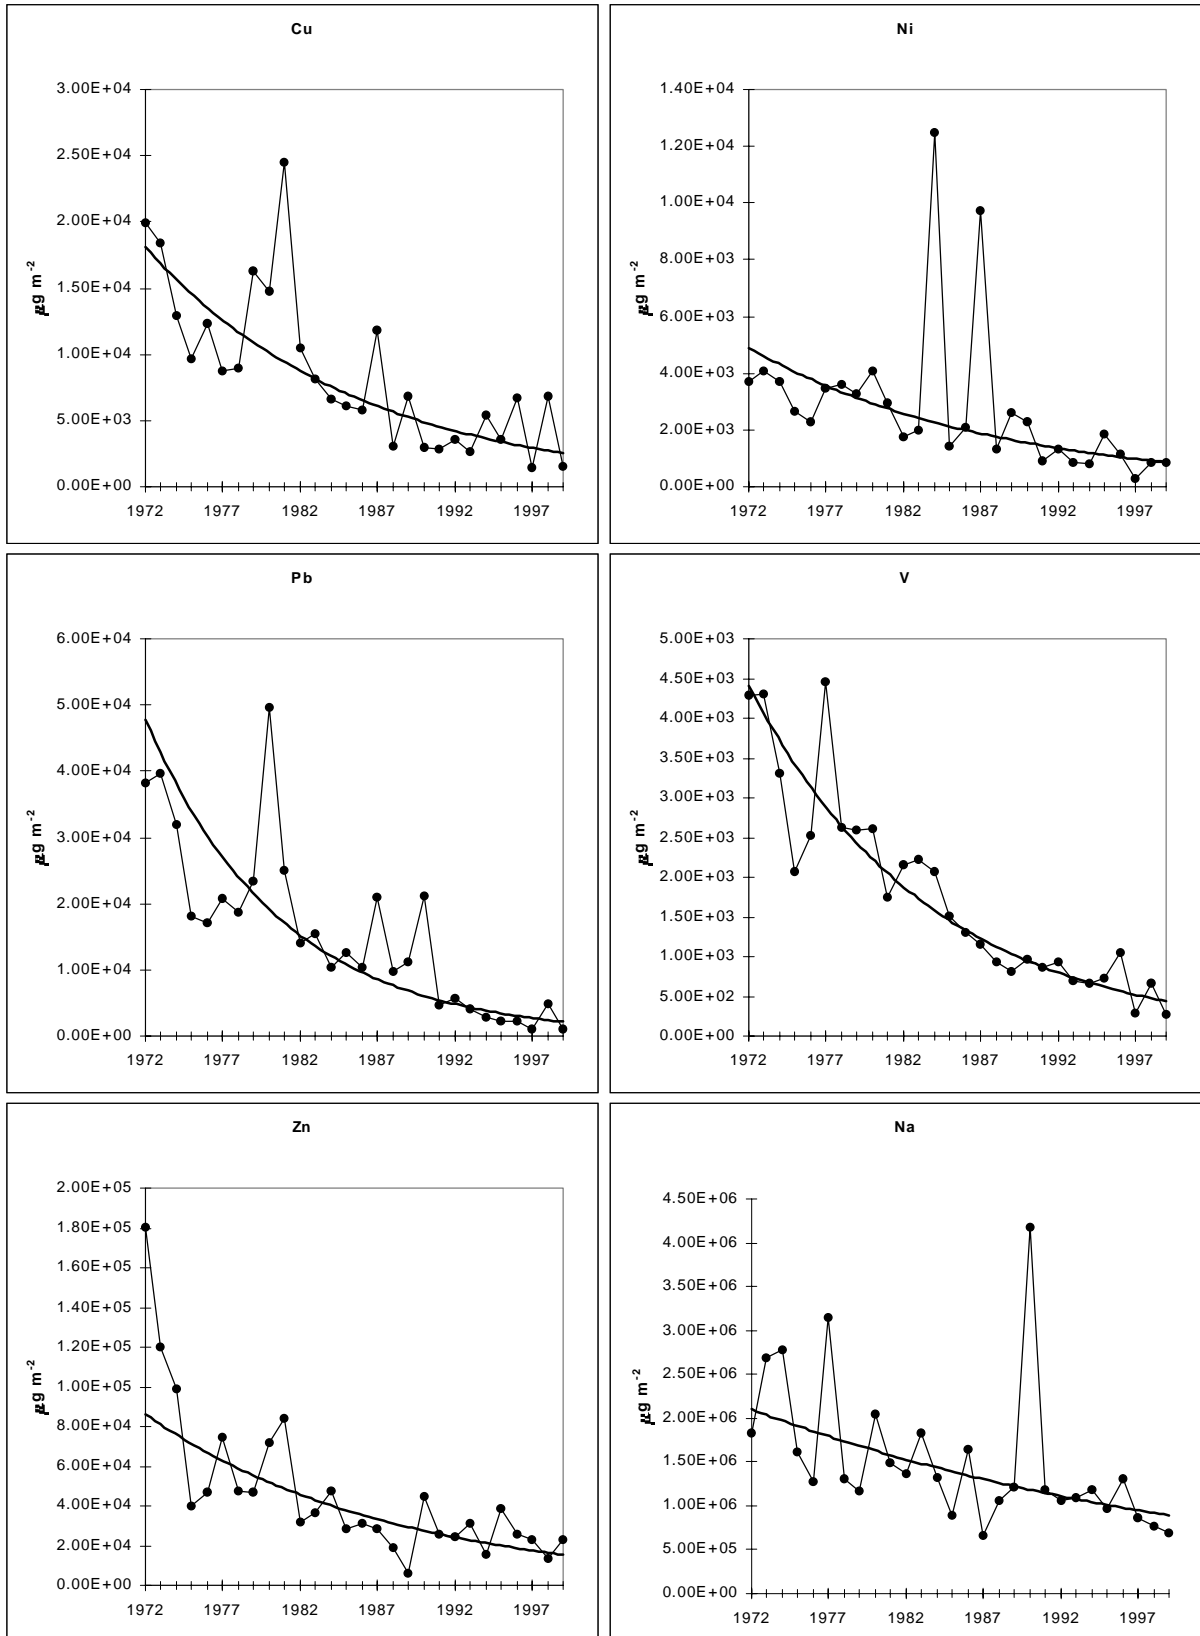 Cu
3.00E+04
2.50E+04
2.00E+04
1.50E+04
1.00E+04
5.00E+03
0.00E+00
µg m-2
1972 1977 1982 1987 1992 1997
Ni
1.40E+04
1.20E+04
1.00E+04
8.00E+03
6.00E+03
4.00E+03
2.00E+03
0.00E+00
µg m-2
1972 1977 1982 1987 1992 1997
Pb
6.00E+04
5.00E+04
4.00E+04
3.00E+04
2.00E+04
1.00E+04
0.00E+00
µg m-2
1972 1977 1982 1987 1992 1997
V
5.00E+03
4.50E+03
4.00E+03
3.50E+03
3.00E+03
2.50E+03
2.00E+03
1.50E+03
1.00E+03
5.00E+02
0.00E+00
µg m-2
1972 1977 1982 1987 1992 1997
Zn
2.00E+05
1.80E+05
1.60E+05
1.40E+05
1.20E+05
1.00E+05
8.00E+04
6.00E+04
4.00E+04
2.00E+04
0.00E+00
µg m-2
1972 1977 1982 1987 1992 1997
Na
4.50E+06
4.00E+06
3.50E+06
3.00E+06
2.50E+06
2.00E+06
1.50E+06
1.00E+06
5.00E+05
0.00E+00
µg m-2
1972 1977 1982 1987 1992 1997